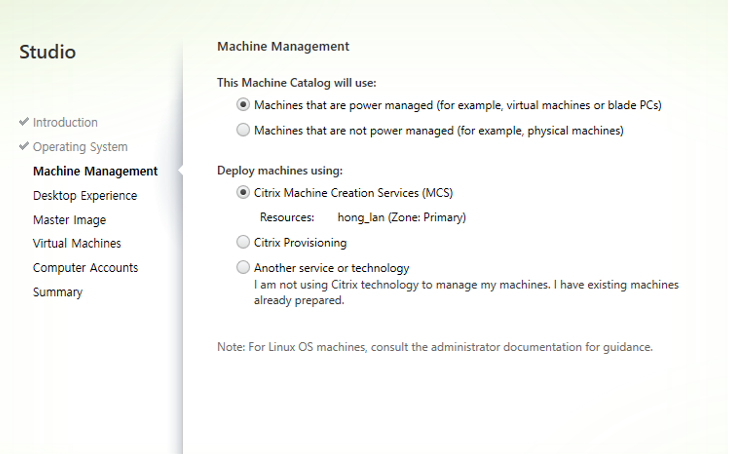 Studio
Introduction
Operating System
Machine Management
Desktop Experience
Master Image
Virtual Machines
Computer Accounts
Summary
Machine Management
This Machine Catalog will use:
Machines that are power managed (for example, virtual machines or blade PCs)
Machines that are not power managed (for example, physical machines)
Deploy machines using:
Citrix Machine Creation Services (MCS)
Resources: hong_lan (Zone: Primary)
Citrix Provisioning
Another service or technology
I am not using Citrix technology to manage my machines. I have existing machines
already prepared.
Note: For Linux OS machines, consult the administrator documentation for guidance.